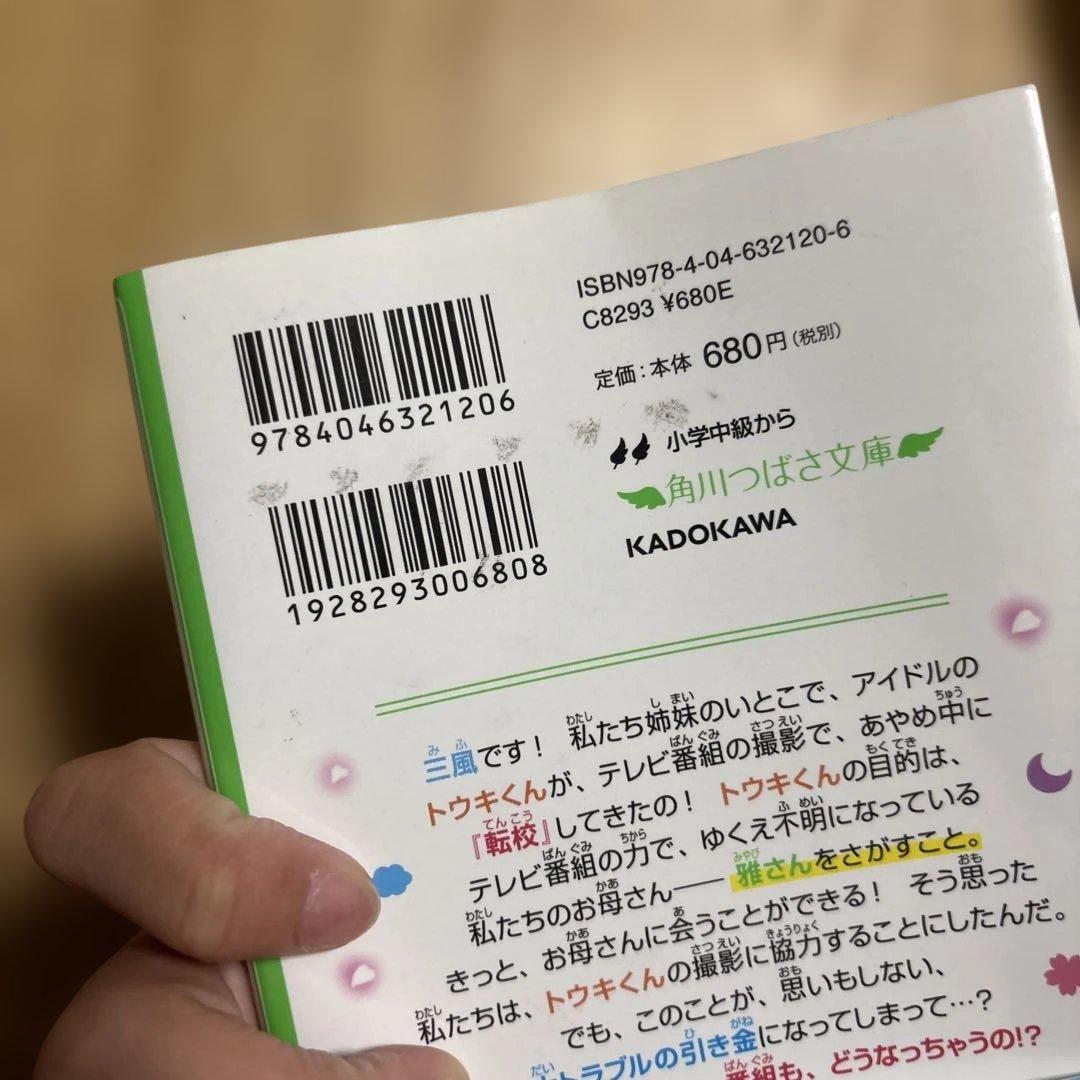 9784046321206
1928293006808
ISBN978-4-04-632120-6
C8293 ¥680E
定価：本体 680円（税別）
小学中級から
角川つばさ文庫
KADOKAWA
三風です！ 私たち姉妹のいとこで、アイドルの
トウキくんが、テレビ番組の撮影で、あやめ中に
『転校』してきたの！ トウキくんの目的は、
テレビ番組の力で、ゆくえ不明になっている
私たちのお母さん──雅さんをさがすこと。
きっと、お母さんに会うことができる！ そう思った
私たちは、トウキくんの撮影に協力することにしたんだ。
でも、このことが、思いもしない、
大トラブルの引き金になってしまって…？
番組も、どうなっちゃうの!?